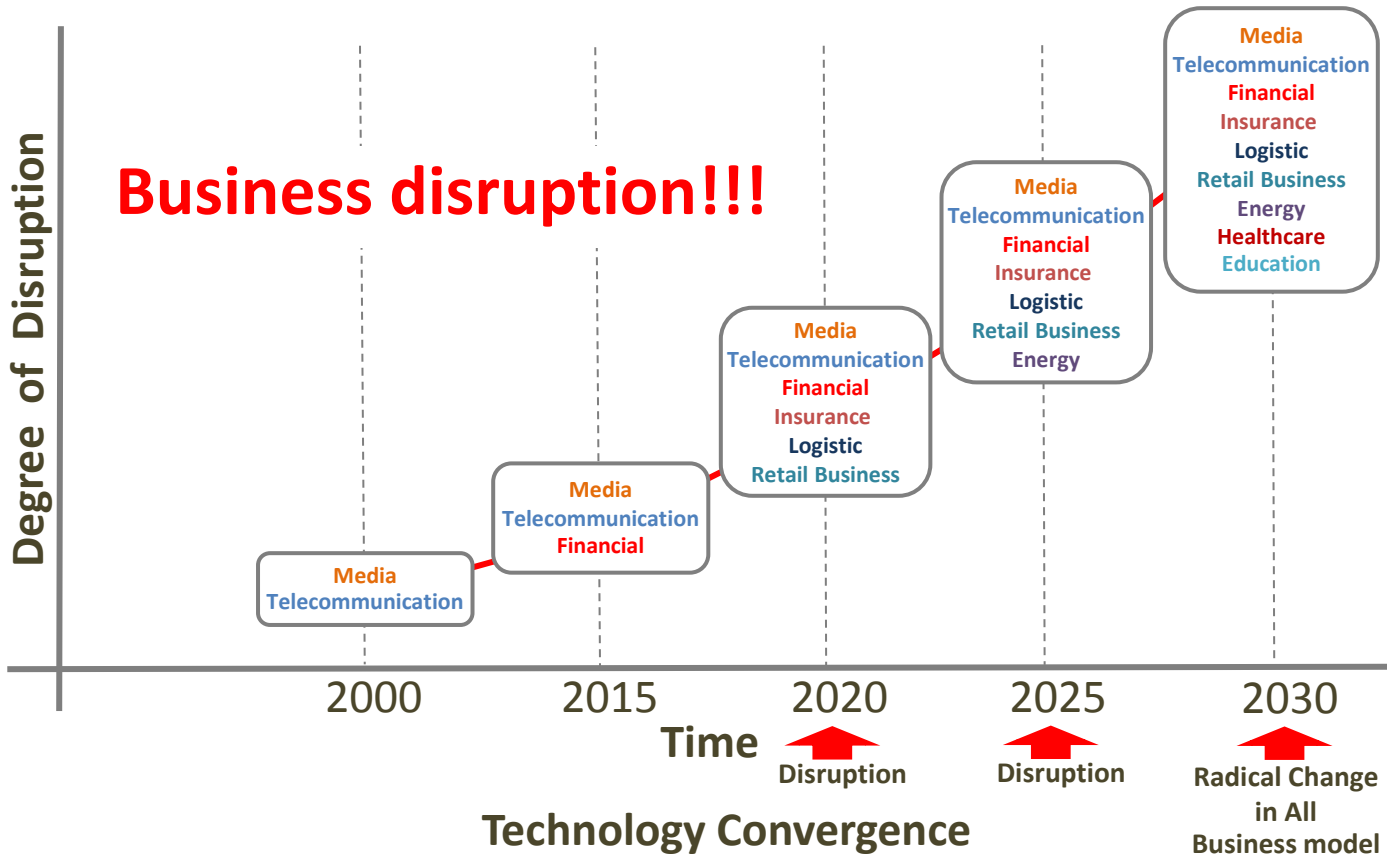 Business disruption!!!
Degree of Disruption
Media
Telecommunication
Media
Telecommunication
Financial
Media
Telecommunication
Financial
Insurance
Logistic
Retail Business
Media
Telecommunication
Financial
Insurance
Logistic
Retail Business
Energy
Media
Telecommunication
Financial
Insurance
Logistic
Retail Business
Energy
Healthcare
Education
2000
2015
2020
2025
2030
Time
Disruption
Disruption
Radical Change
in All
Business model
Technology Convergence